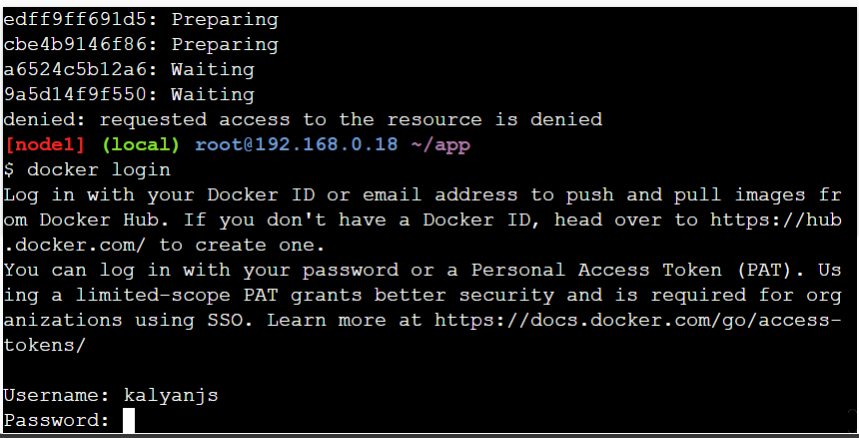 edff9ff691d5: Preparing
cbe4b9146f86: Preparing
a6524c5b12a6: Waiting
9a5d14f9f550: Waiting
denied: requested access to the resource is denied
[node1] (local) root@192.168.0.18 ~/app
$ docker login
Log in with your Docker ID or email address to push and pull images fr
om Docker Hub. If you don't have a Docker ID, head over to https://hub
.docker.com/ to create one.
You can log in with your password or a Personal Access Token (PAT). Us
ing a limited-scope PAT grants better security and is required for org
anizations using SSO. Learn more at https://docs.docker.com/go/access-
tokens/
Username: kalyanjs
Password: